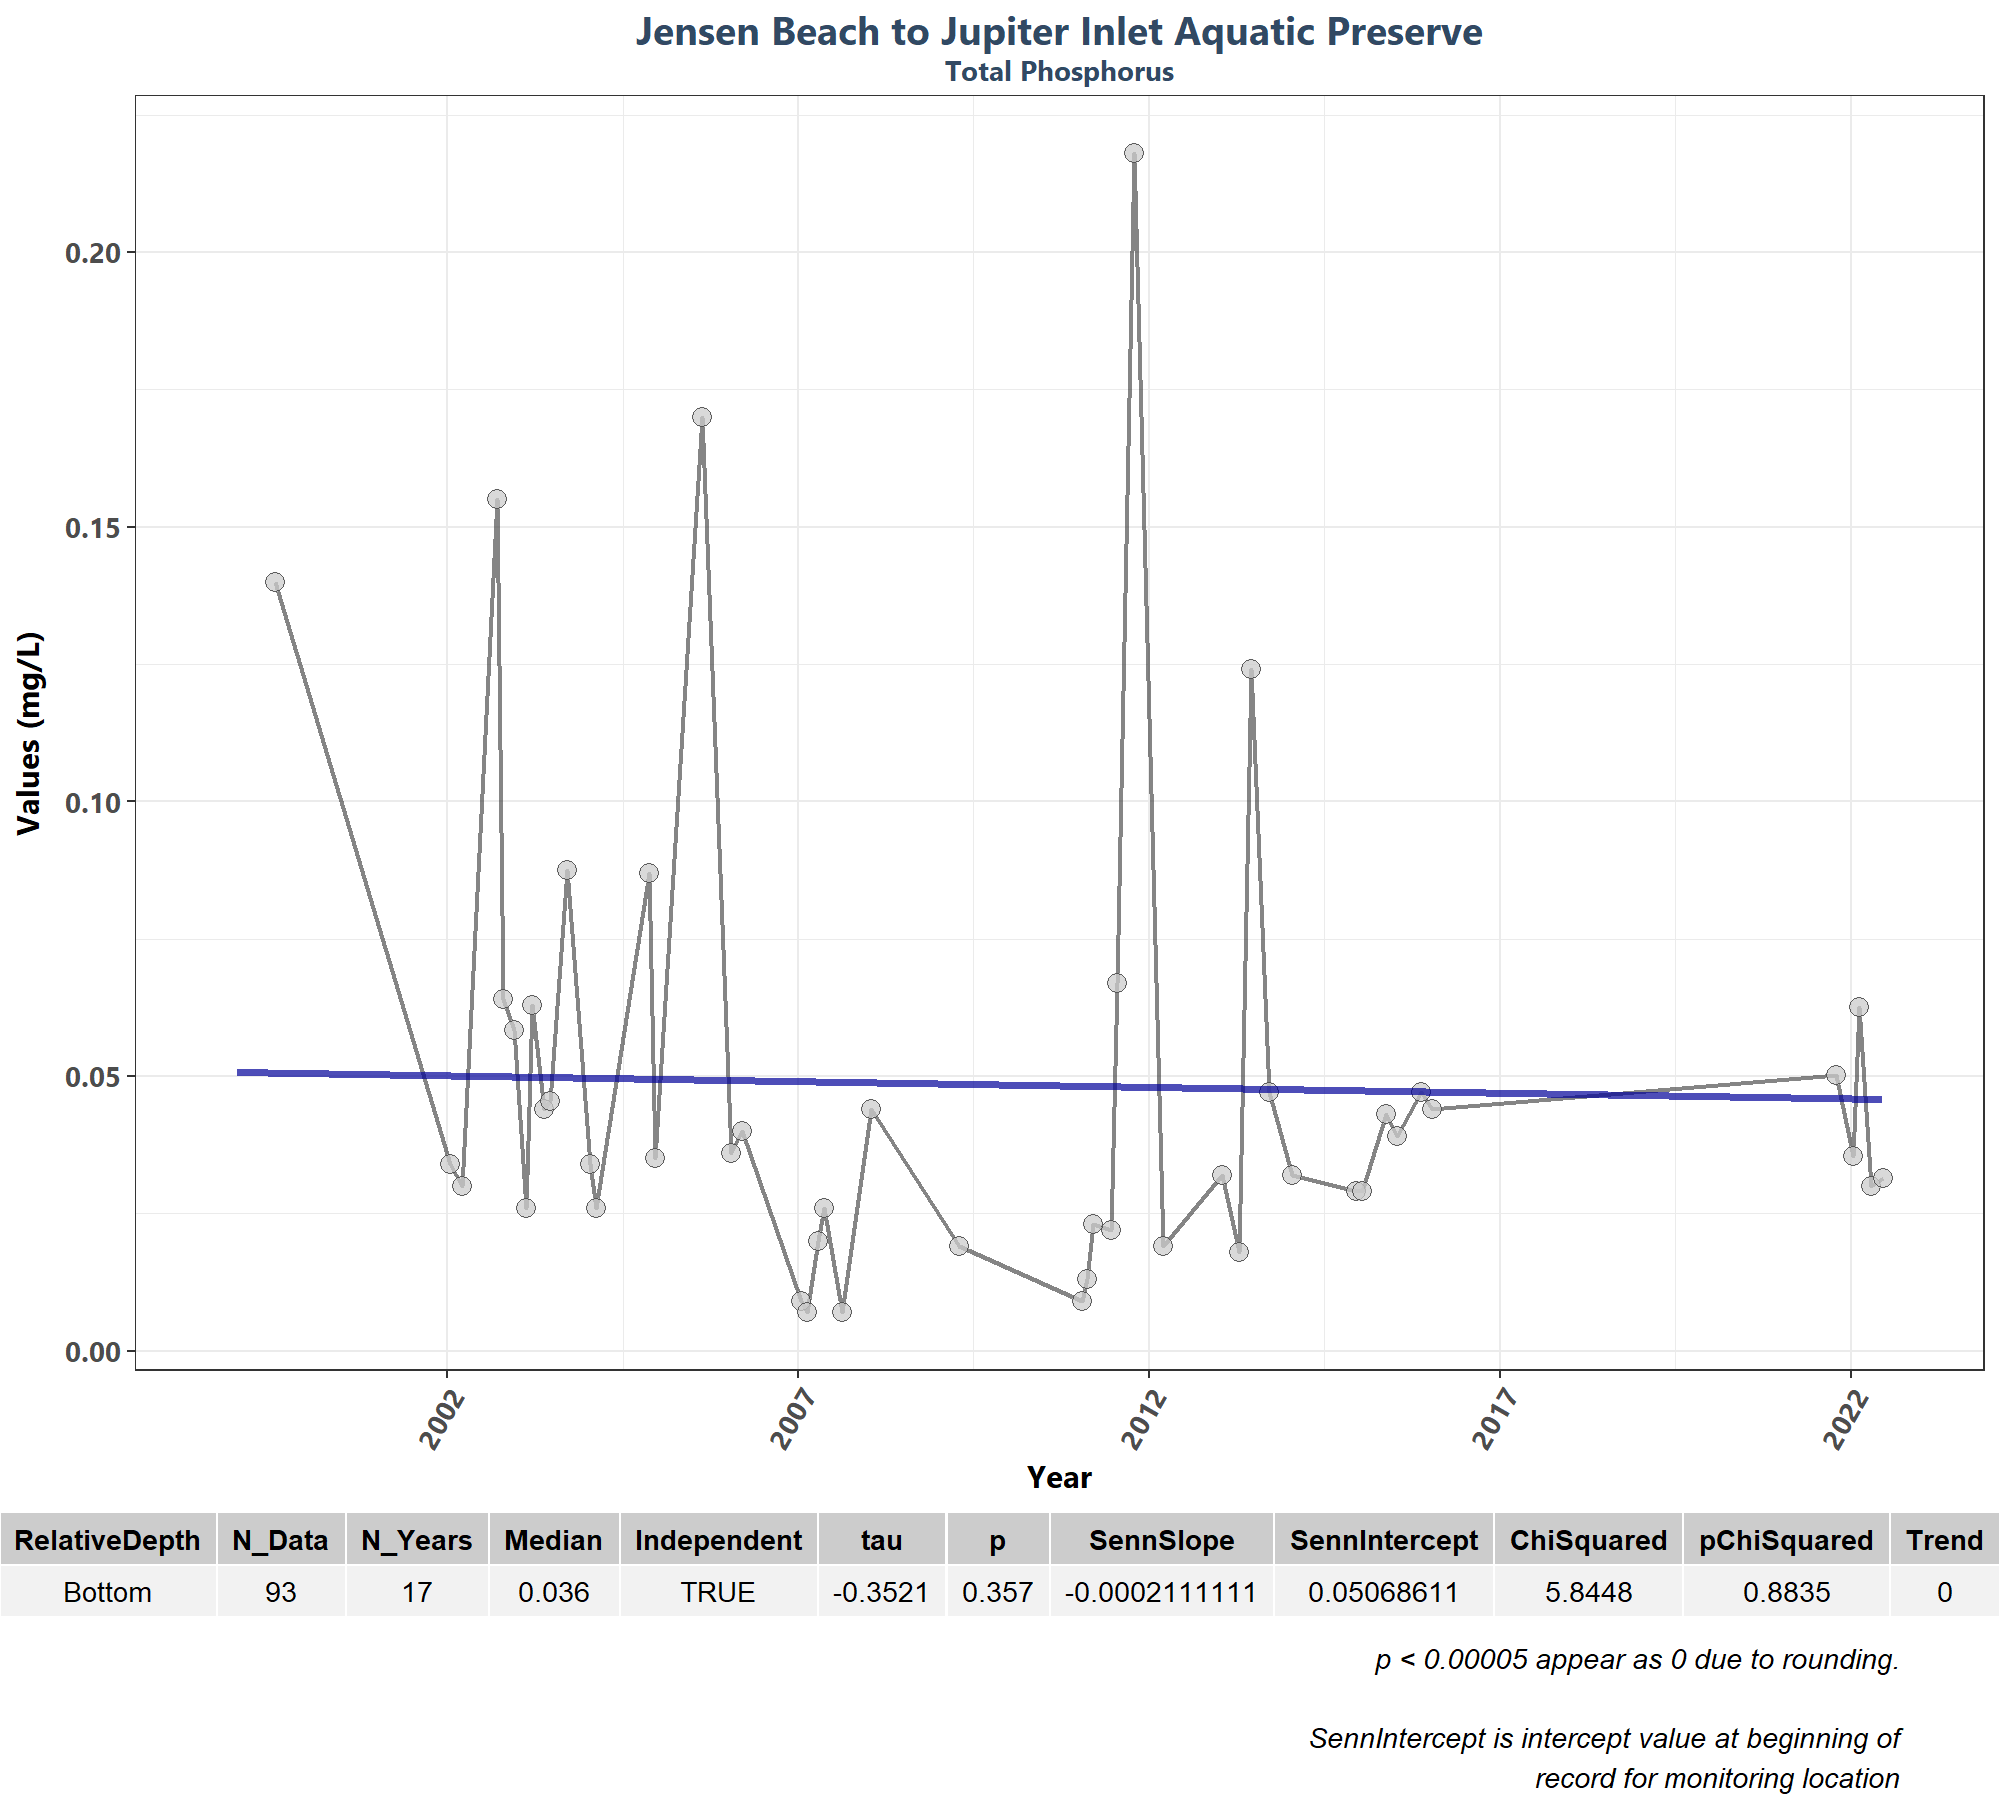 Jensen Beach to Jupiter Inlet Aquatic Preserve
Total Phosphorus
Values (mg/L)
0.20
0.15
0.10
0.05
0.00
2002 2007 2012 2017 2022
Year
RelativeDepth N_Data N_Years Median Independent tau p SennSlope SennIntercept ChiSquared pChiSquared Trend
Bottom 93 17 0.036 TRUE -0.3521 0.357 -0.0002111111 0.05068611 5.8448 0.8835 0
p < 0.00005 appear as 0 due to rounding.
SennIntercept is intercept value at beginning of
record for monitoring location